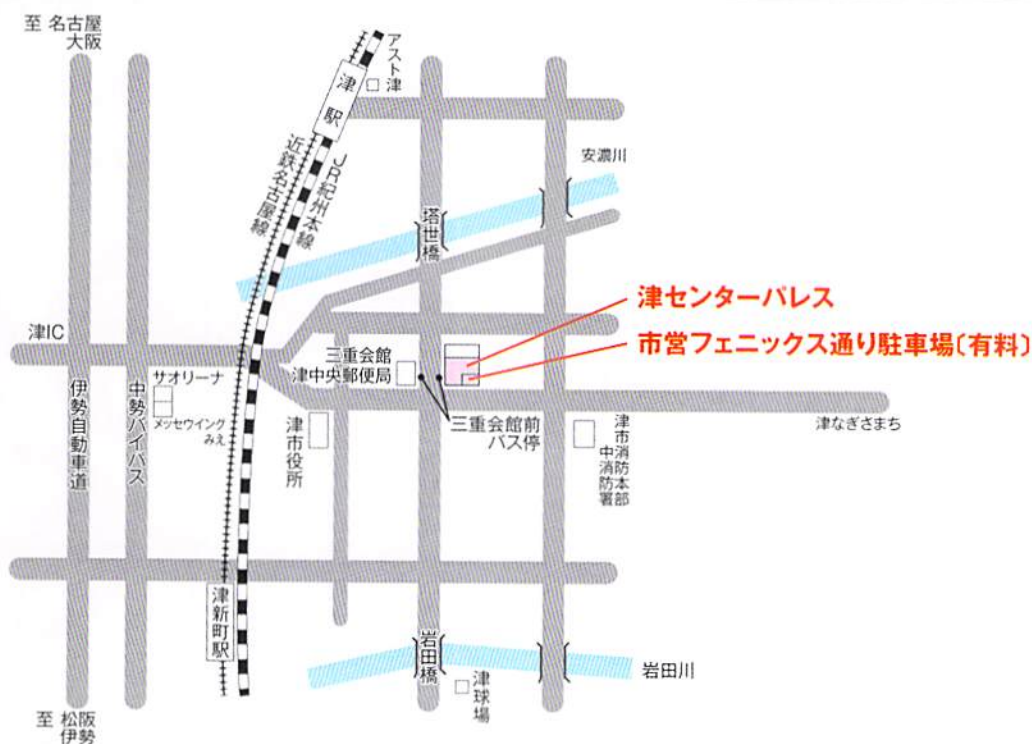 至 名古屋
大阪
アスト津
津駅
近鉄名古屋線
JR紀州本線
安濃川
塔世橋
津センターパレス
市営フェニックス通り駐車場〔有料〕
津IC
三重会館
津中央郵便局
サオリーナ
メッセウイング
みえ
伊勢自動車道
中勢バイパス
津市役所
三重会館前
バス停
津市消防本部
中消防署
津なぎさまち
津新町駅
岩田橋
岩田川
津球場
至 松阪
伊勢